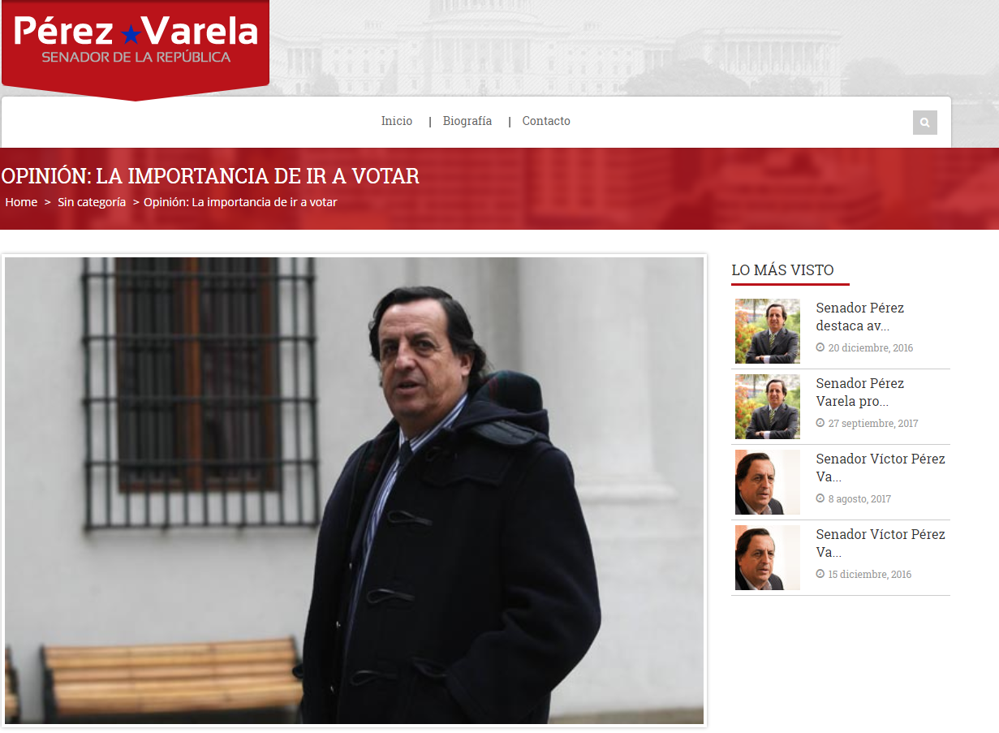 Pérez Varela
SENADOR DE LA REPÚBLICA
Inicio | Biografía | Contacto
OPINIÓN: LA IMPORTANCIA DE IR A VOTAR
Home > Sin categoría > Opinión: La importancia de ir a votar
LO MÁS VISTO
Senador Pérez
destaca av...
20 diciembre, 2016
Senador Pérez
Varela pro...
27 septiembre, 2017
Senador Víctor Pérez
Va...
8 agosto, 2017
Senador Víctor Pérez
Va...
15 diciembre, 2016